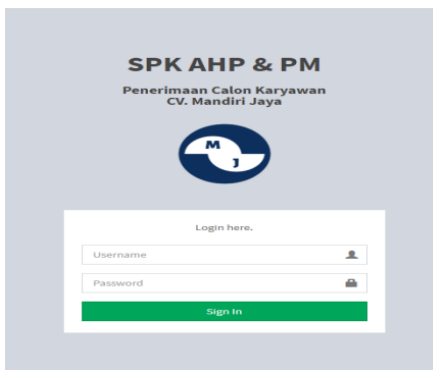 SPK AHP & PM
Penerimaan Calon Karyawan
CV. Mandiri Jaya
M
J
Login here.
Username
Password
Sign In